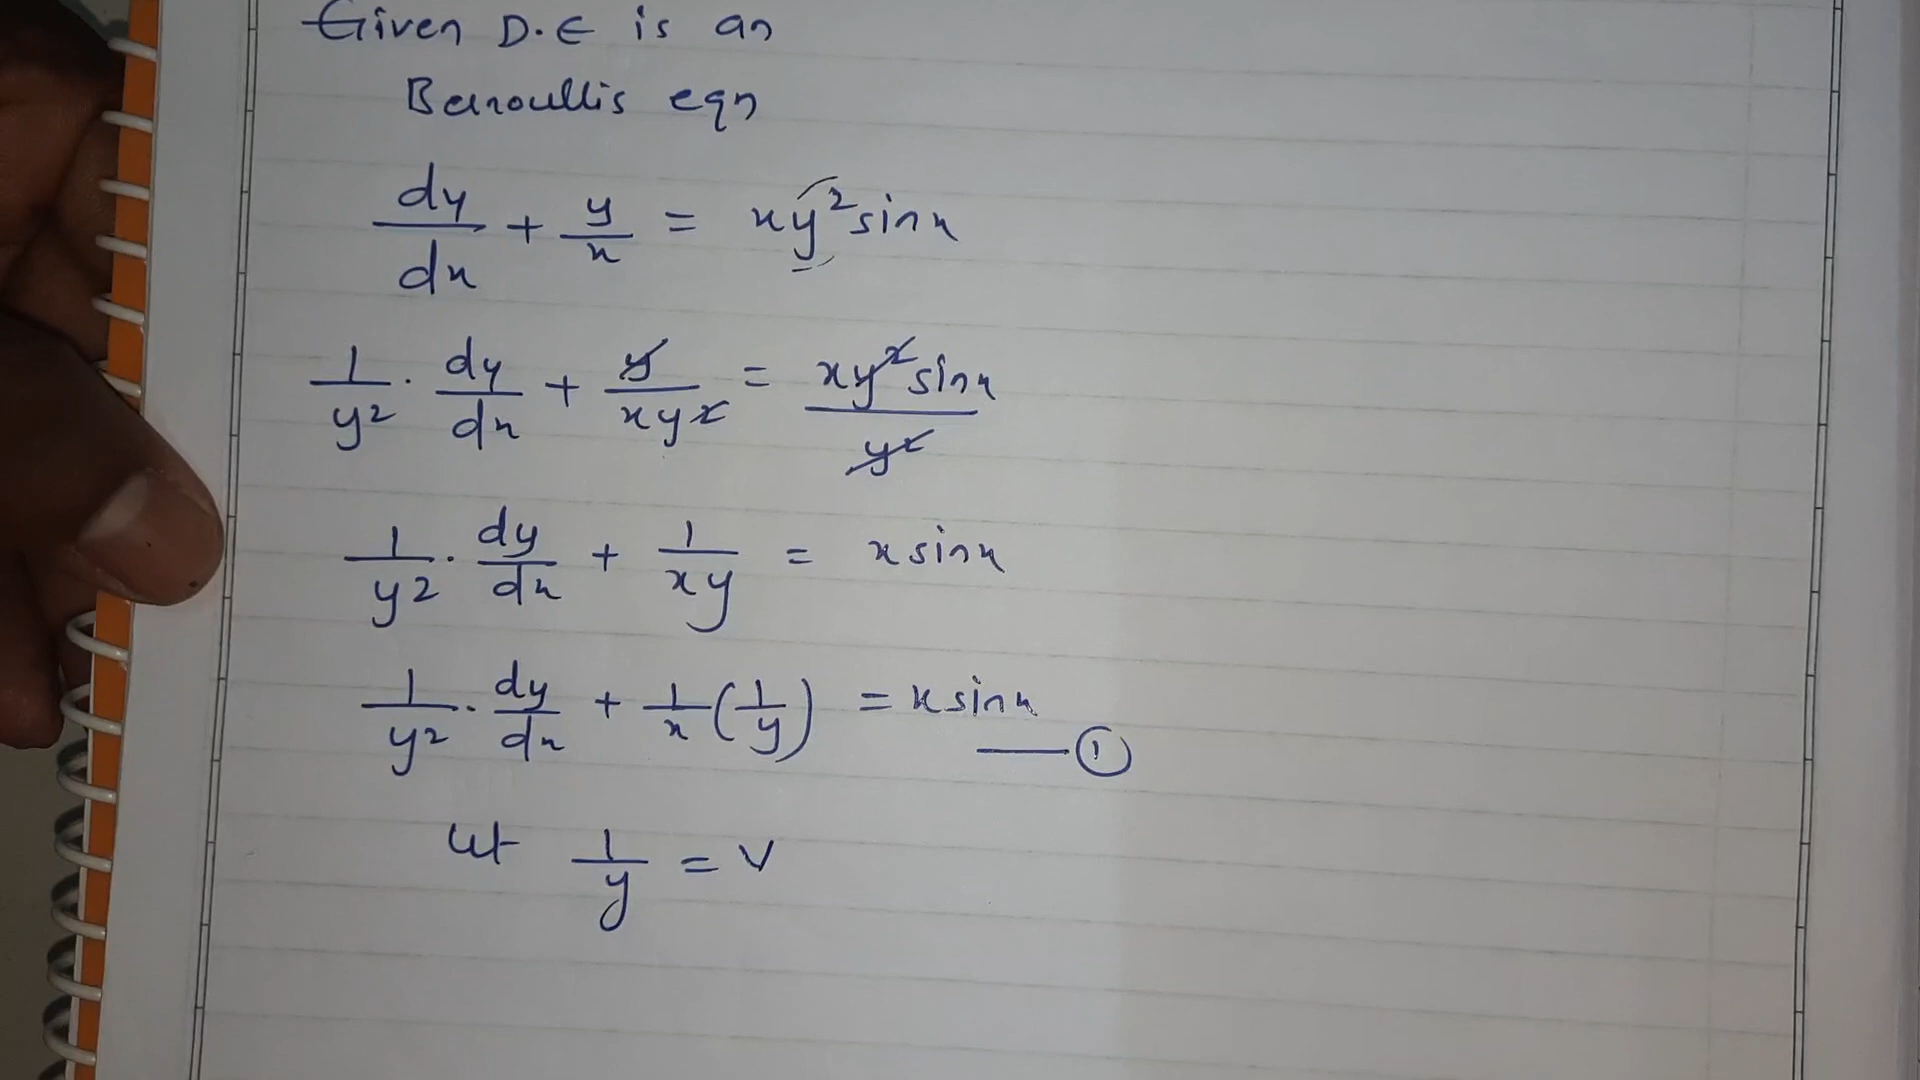 Given D.E is an
Bernoullis eqn
dy/dx + y/x = xy² sinx
1/y² · dy/dx + y/xy² = xy² sinx/y²
1/y² · dy/dx + 1/xy = x sinx
1/y² · dy/dx + 1/x (1/y) = x sinx — ①
Let 1/y = v